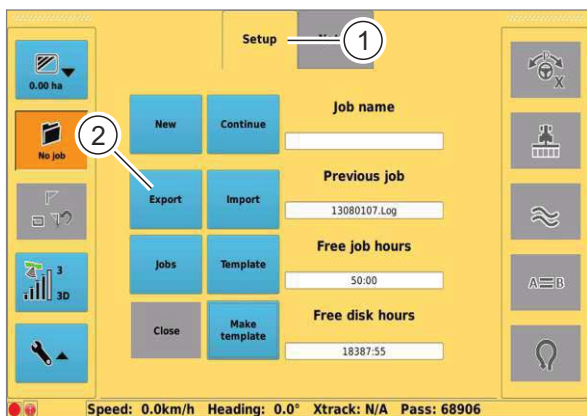 Setup
1
0.00 ha
No job
2
3
3D
New
Continue
Job name
Export
Import
Previous job
13080107.Log
Jobs
Template
Free job hours
50:00
Close
Make
template
Free disk hours
18387:55
X
A=B
Speed: 0.0km/h Heading: 0.0° Xtrack: N/A Pass: 68906